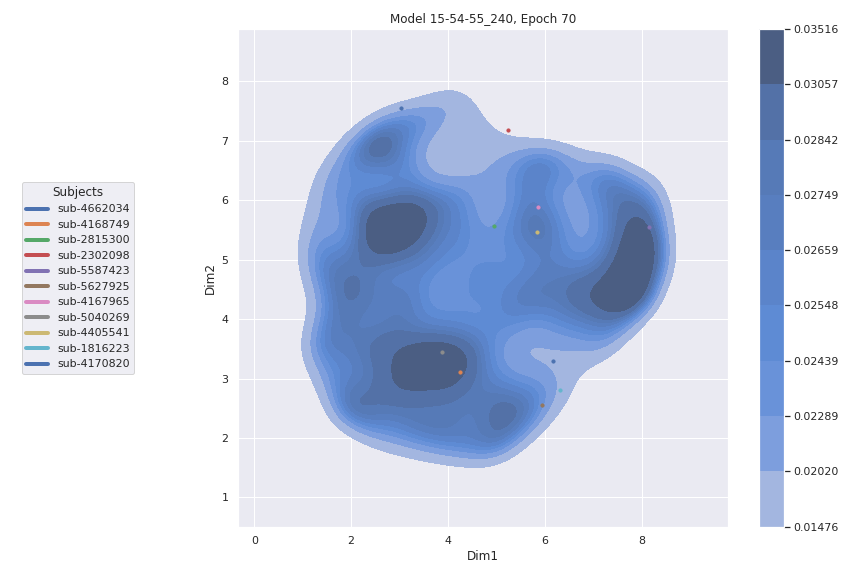 Model 15-54-55_240, Epoch 70
Subjects
sub-4662034
sub-4168749
sub-2815300
sub-2302098
sub-5587423
sub-5627925
sub-4167965
sub-5040269
sub-4405541
sub-1816223
sub-4170820
Dim2
8
7
6
5
4
3
2
1
0 2 4 6 8
Dim1
0.03516
0.03057
0.02842
0.02749
0.02659
0.02548
0.02439
0.02289
0.02020
0.01476